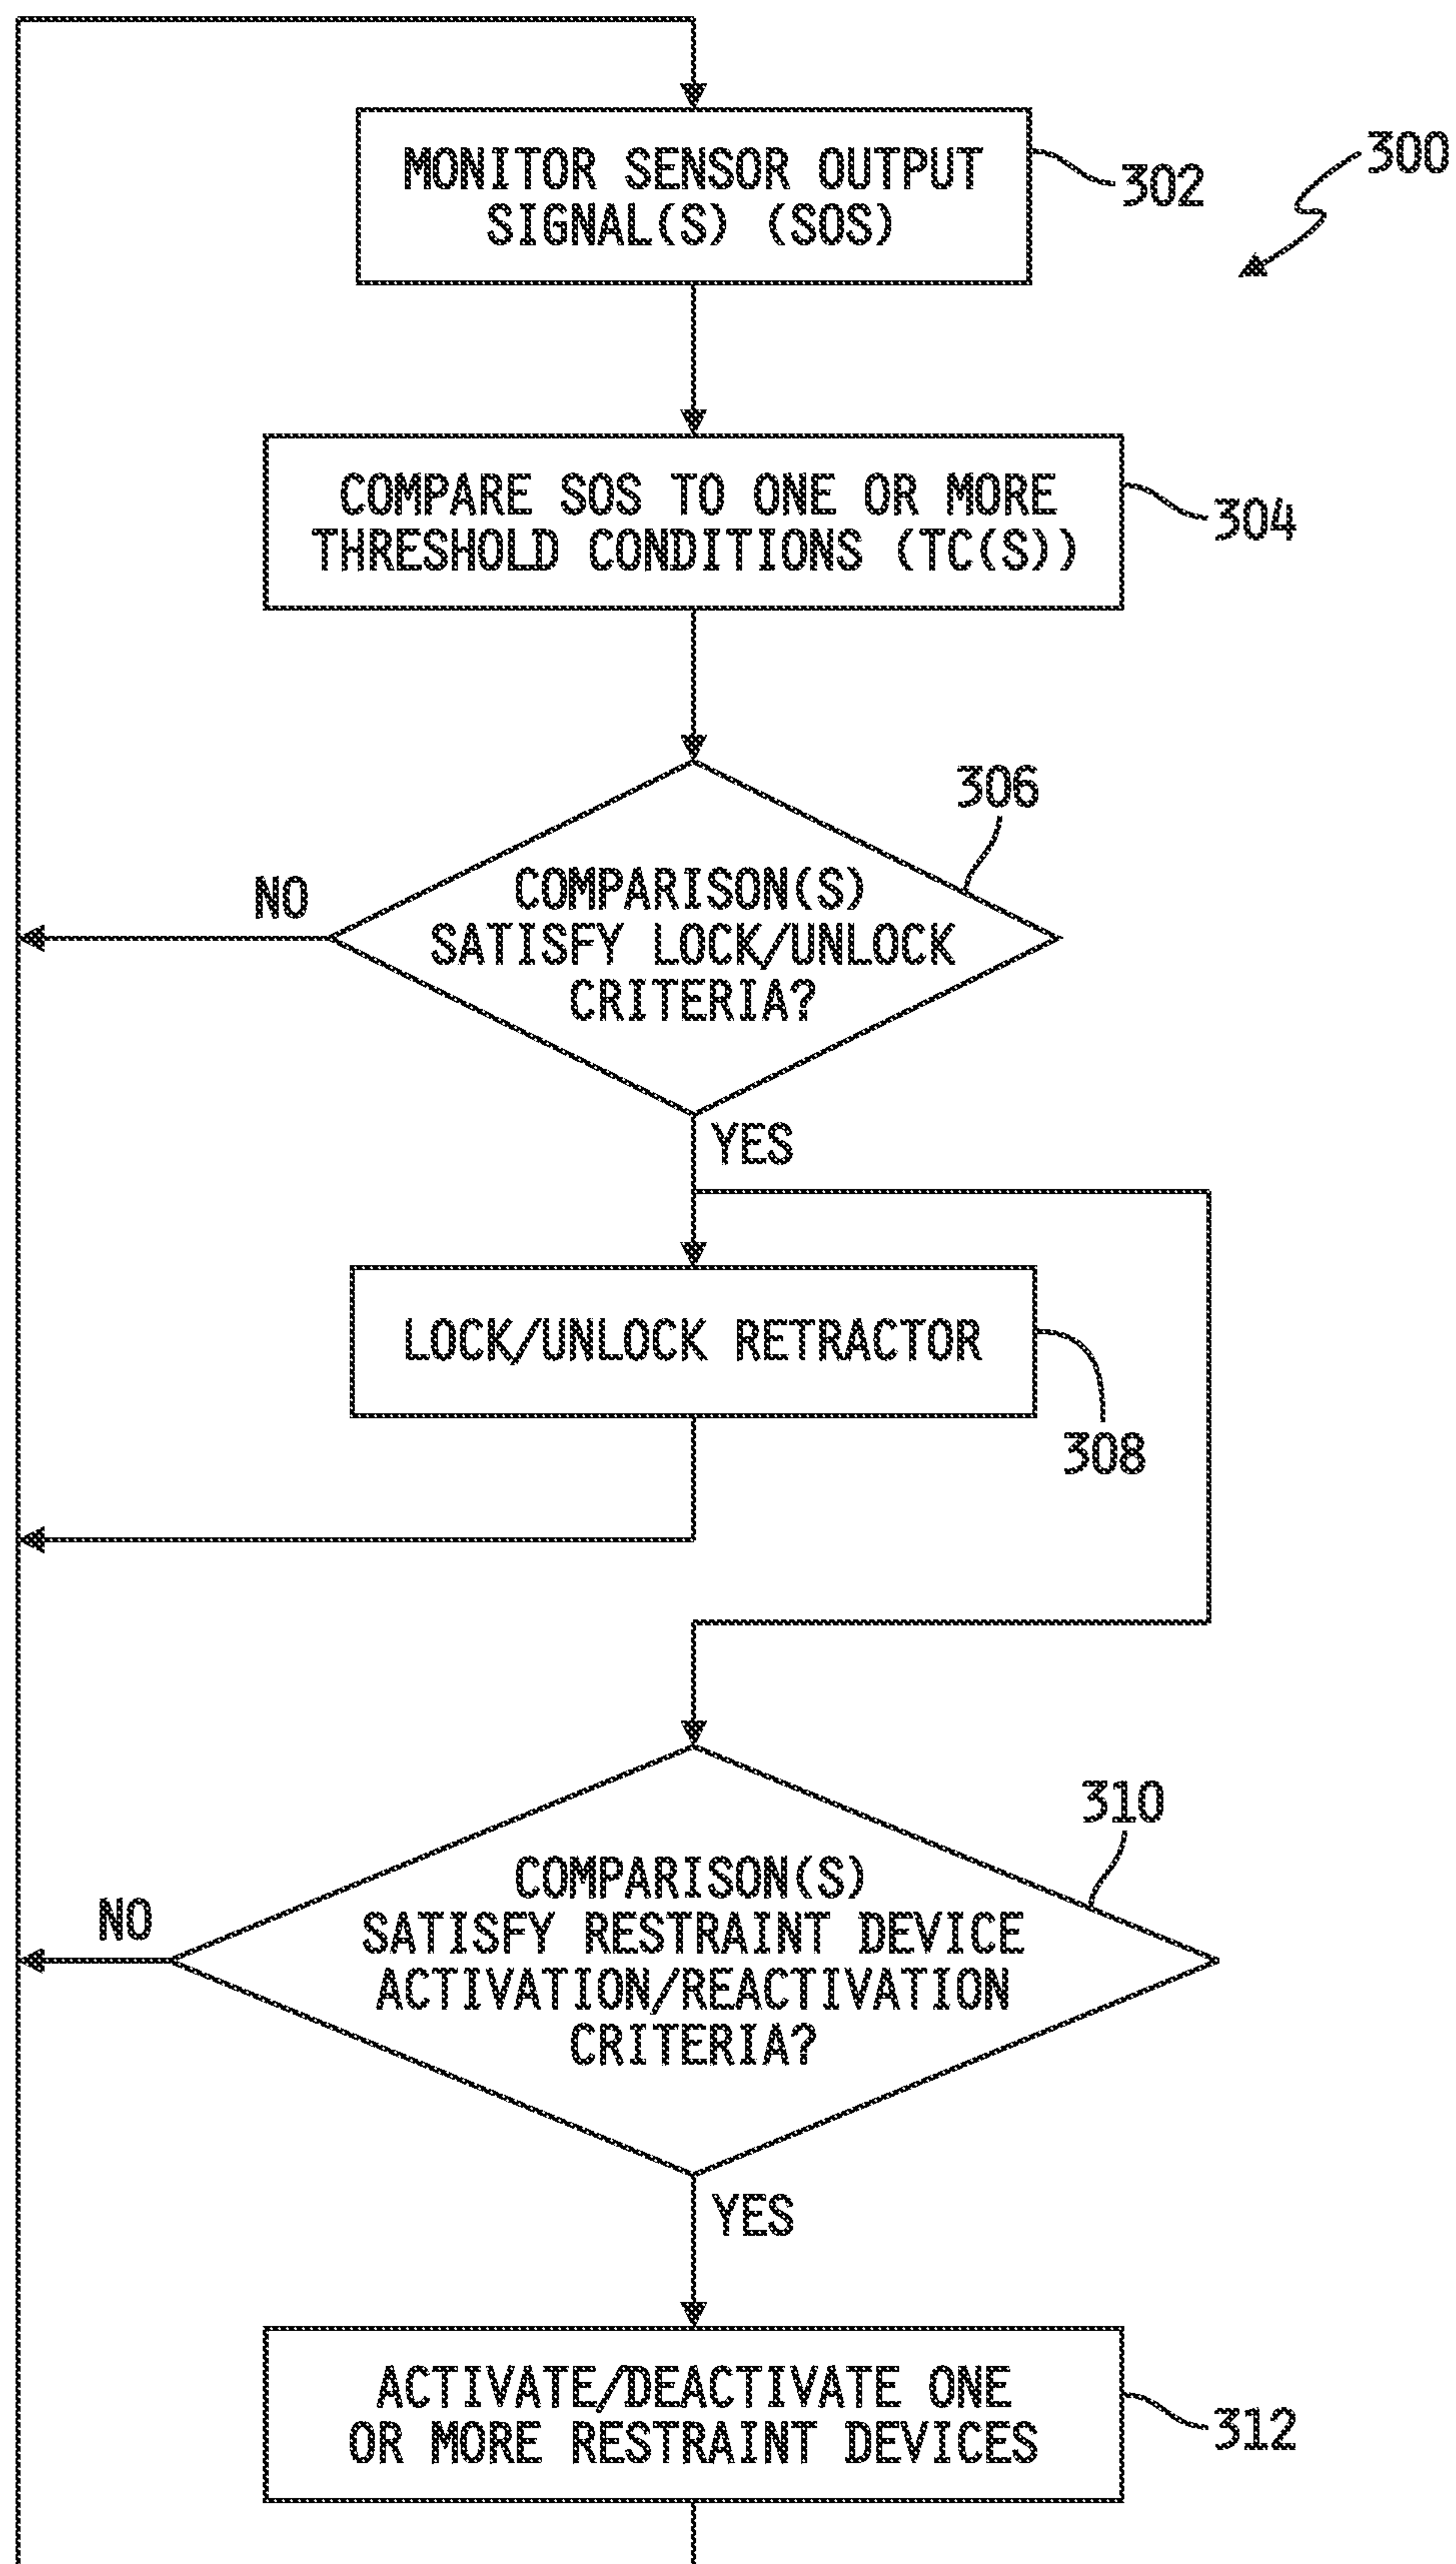 300
MONITOR SENSOR OUTPUT
SIGNAL(S) (SOS)
302
COMPARE SOS TO ONE OR MORE
THRESHOLD CONDITIONS (TC(S))
304
306
COMPARISON(S)
SATISFY LOCK/UNLOCK
CRITERIA?
NO
YES
LOCK/UNLOCK RETRACTOR
308
310
COMPARISON(S)
SATISFY RESTRAINT DEVICE
ACTIVATION/REACTIVATION
CRITERIA?
NO
YES
ACTIVATE/DEACTIVATE ONE
OR MORE RESTRAINT DEVICES
312